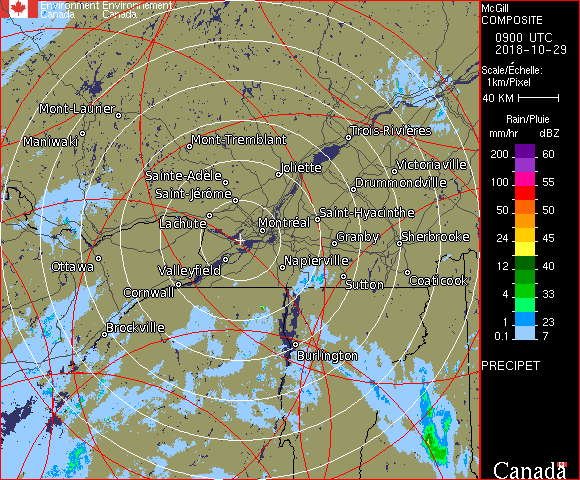 Environment Environnement
Canada Canada
McGill
COMPOSITE
0900 UTC
2018-10-29
Scale/Échelle:
1km/Pixel
40 KM
Rain/Pluie
mm/hr dBZ
200 60
155
100 55
50 50
24 45
12 40
4 33
1 23
0.1 7
PRECIPET
Canada
Mont-Laurier
Maniwaki
Mont-Tremblant
Trois-Rivières
Sainte-Adèle
Joliette
Victoriaville
Saint-Jérôme
Drummondville
Lachute
Montréal
Saint-Hyacinthe
Granby
Sherbrooke
Ottawa
Valleyfield
Napierville
Cornwall
Sutton
Coaticook
Brockville
Burlington